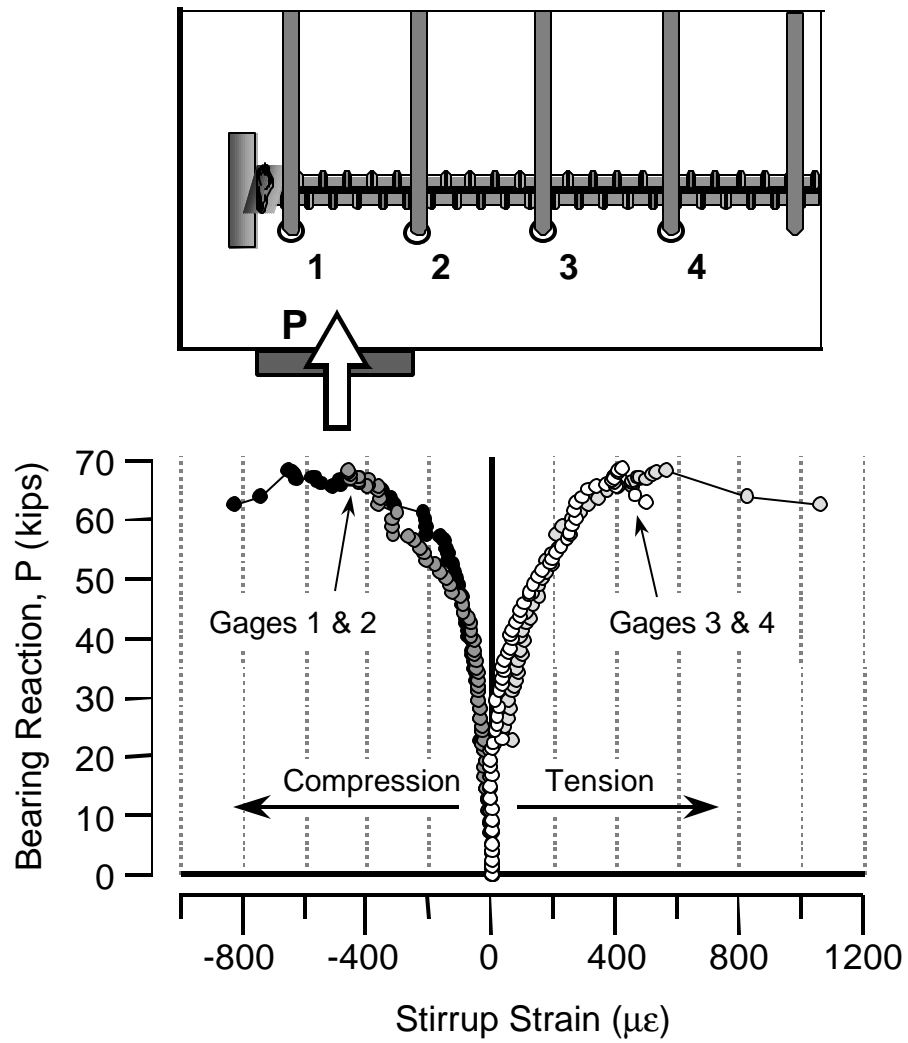 1
2
3
4
P
Bearing Reaction, P (kips)
70
60
50
40
30
20
10
0
Gages 1 & 2
Gages 3 & 4
Compression
Tension
-800
-400
0
400
800
1200
Stirrup Strain (με)